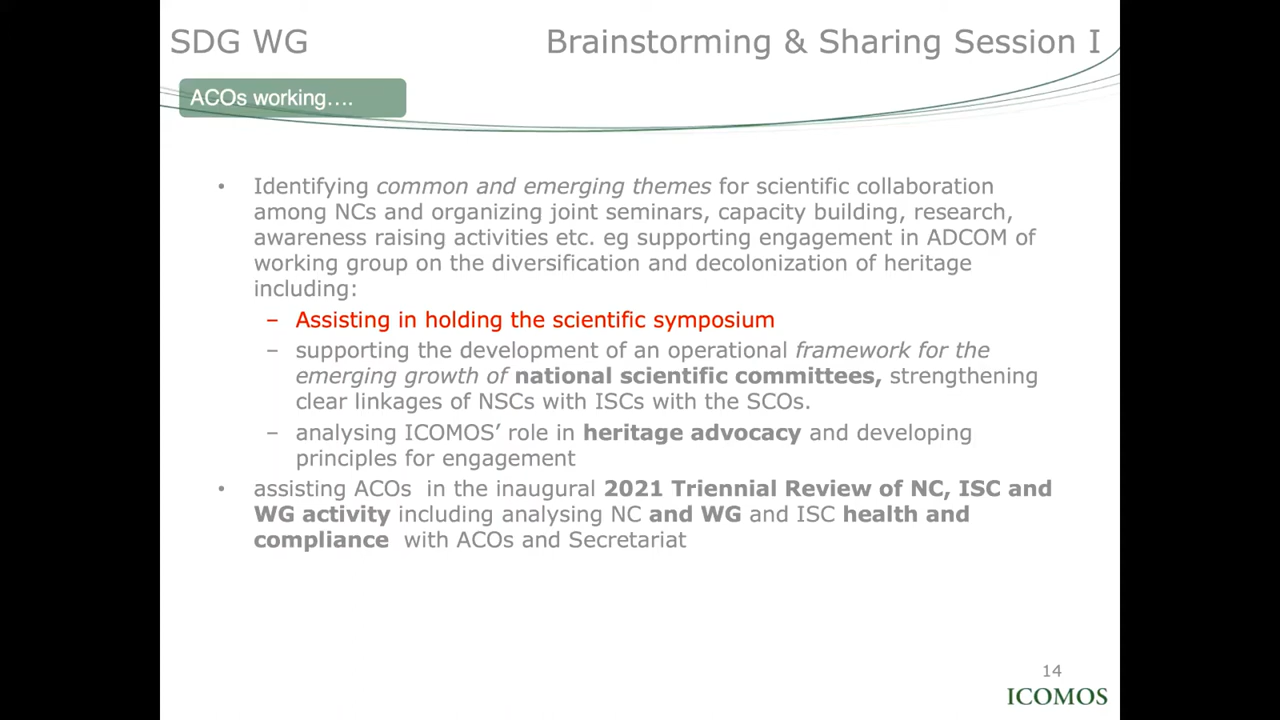 SDG WG
Brainstorming & Sharing Session I
ACOs working….
• Identifying common and emerging themes for scientific collaboration
among NCs and organizing joint seminars, capacity building, research,
awareness raising activities etc. eg supporting engagement in ADCOM of
working group on the diversification and decolonization of heritage
including:
– Assisting in holding the scientific symposium
– supporting the development of an operational framework for the
emerging growth of national scientific committees, strengthening
clear linkages of NSCs with ISCs with the SCOs.
– analysing ICOMOS’ role in heritage advocacy and developing
principles for engagement
• assisting ACOs in the inaugural 2021 Triennial Review of NC, ISC and
WG activity including analysing NC and WG and ISC health and
compliance with ACOs and Secretariat
14
ICOMOS